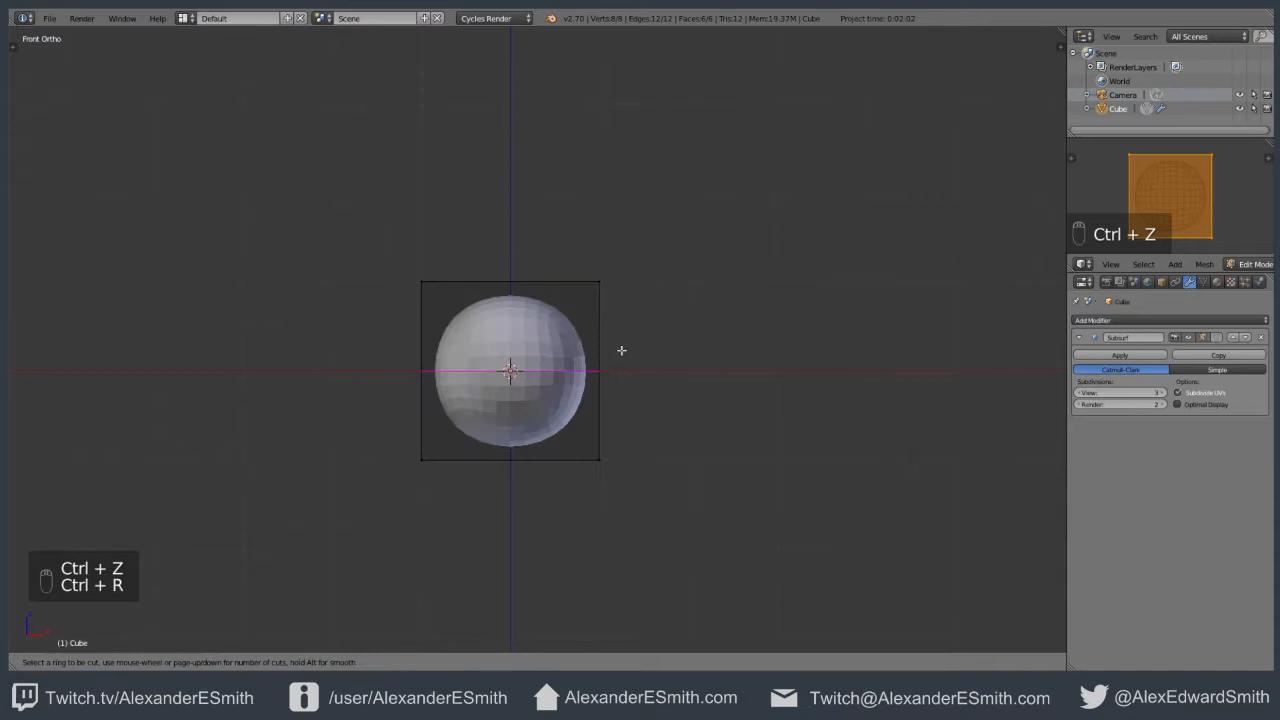 File Render Window Help Default Scene Cycles Render v2.70 | Verts:8/8 | Edges:12/12 | Faces:6/6 | Tris:12 | Mem:19.37M | Cube Project time: 0:02:02
Front Ortho
View Search All Scenes
Scene
RenderLayers |
World
Camera
Cube
Ctrl + Z
View Select Add Mesh Edit Mode
Cube
Add Modifier
Subsurf
Apply Copy
Catmull-Clark Simple
Subdivisions: Options:
View: 3 Subdivide UVs
Render: 2 Optimal Display
Ctrl + Z
Ctrl + R
(1) Cube
Select a ring to be cut, use mouse-wheel or page-up/down for number of cuts, hold Alt for smooth
Twitch.tv/AlexanderESmith /user/AlexanderESmith AlexanderESmith.com Twitch@AlexanderESmith.com @AlexEdwardSmith